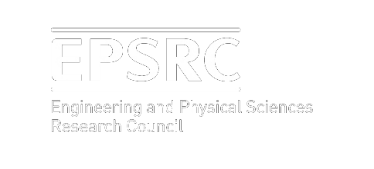 EPSRC
Engineering and Physical Sciences
Research Council